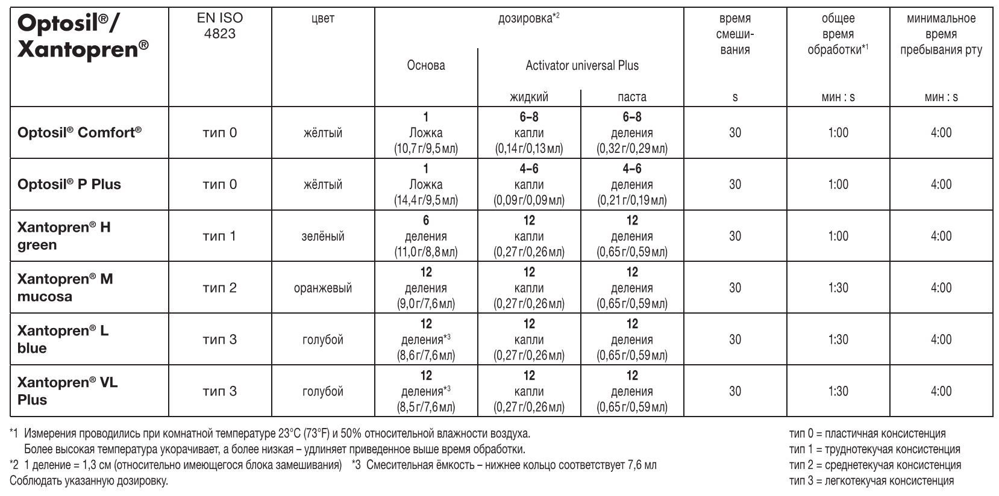 Optosil®/
Xantopren®
EN ISO
4823
цвет
дозировка*2
время
смеши-
вания
общее
время
обработки*1
минимальное
время
пребывания рту
Основа
Activator universal Plus
жидкий
паста
s
мин : s
мин : s
Optosil® Comfort®
тип 0
жёлтый
1
Ложка
(10,7 г/9,5 мл)
6–8
капли
(0,14 г/0,13 мл)
6–8
деления
(0,32 г/0,29 мл)
30
1:00
4:00
Optosil® P Plus
тип 0
жёлтый
1
Ложка
(14,4 г/9,5 мл)
4–6
капли
(0,09 г/0,09 мл)
4–6
деления
(0,21 г/0,19 мл)
30
1:00
4:00
Xantopren® H
green
тип 1
зелёный
6
деления
(11,0 г/8,8 мл)
12
капли
(0,27 г/0,26 мл)
12
деления
(0,65 г/0,59 мл)
30
1:00
4:00
Xantopren® M
mucosa
тип 2
оранжевый
12
деления
(9,0 г/7,6 мл)
12
капли
(0,27 г/0,26 мл)
12
деления
(0,65 г/0,59 мл)
30
1:30
4:00
Xantopren® L
blue
тип 3
голубой
12
деления*3
(8,6 г/7,6 мл)
12
капли
(0,27 г/0,26 мл)
12
деления
(0,65 г/0,59 мл)
30
1:30
4:00
Xantopren® VL
Plus
тип 3
голубой
12
деления*3
(8,5 г/7,6 мл)
12
капли
(0,27 г/0,26 мл)
12
деления
(0,65 г/0,59 мл)
30
1:30
4:00
*1 Измерения проводились при комнатной температуре 23°C (73°F) и 50% относительной влажности воздуха.
Более высокая температура укорачивает, а более низкая – удлиняет приведенное выше время обработки.
*2 1 деление = 1,3 см (относительно имеющегося блока замешивания) *3 Смесительная ёмкость – нижнее кольцо соответствует 7,6 мл
Соблюдать указанную дозировку.
тип 0 = пластичная консистенция
тип 1 = труднотекучая консистенция
тип 2 = среднетекучая консистенция
тип 3 = легкотекучая консистенция